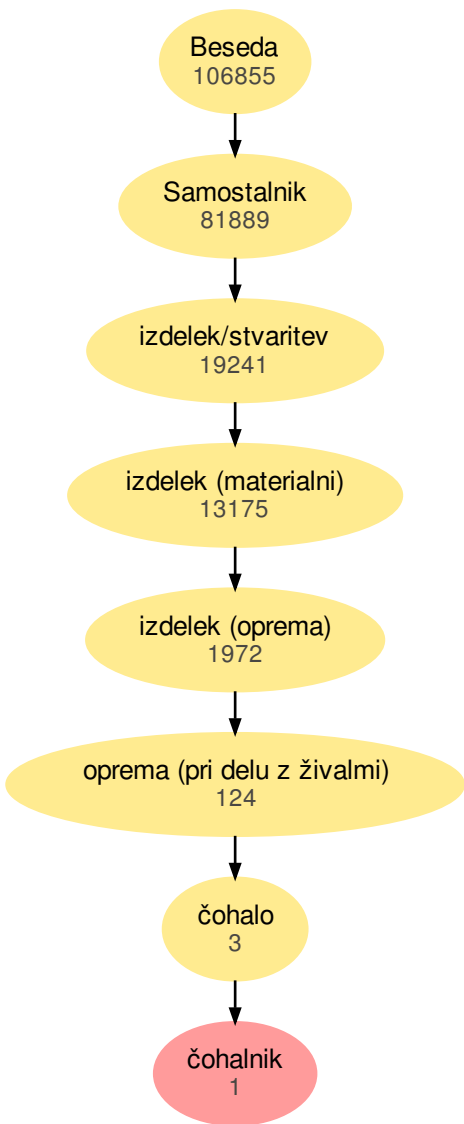 Beseda
106855
Samostalnik
81889
izdelek/stvaritev
19241
izdelek (materialni)
13175
izdelek (oprema)
1972
oprema (pri delu z živalmi)
124
čohalo
3
čohalnik
1